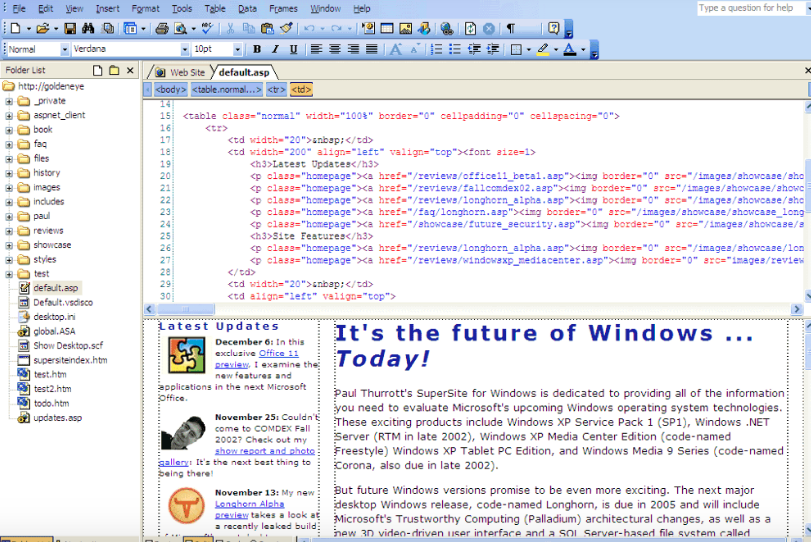 File Edit View Insert Format Tools Table Data Frames Window Help
Type a question for help
Normal Verdana 10pt B I U
Folder List
Web Site default.asp
<body> <table.normal...> <tr> <td>
http://goldeneye
_private
aspnet_client
book
faq
files
history
images
includes
paul
reviews
showcase
styles
test
default.asp
Default.vsdisco
desktop.ini
global.ASA
Show Desktop.scf
supersiteindex.htm
test.htm
test2.htm
todo.htm
updates.asp
14
15 <table class="normal" width="100%" border="0" cellpadding="0" cellspacing="0">
16 <tr>
17 <td width="20">&nbsp;</td>
18 <td width="200" align="left" valign="top"><font size=1>
19 <h3>Latest Updates</h3>
20 <p class="homepage"><a href="/reviews/office11_beta1.asp"><img border="0" src="/images/showcase/sho
21 <p class="homepage"><a href="/reviews/fallcomdex02.asp"><img border="0" src="/images/showcase/show
22 <p class="homepage"><a href="/reviews/longhorn_alpha.asp"><img border="0" src="/images/showcase/sho
23 <p class="homepage"><a href="/faq/longhorn.asp"><img border="0" src="/images/showcase/showcase_long
24 <p class="homepage"><a href="/showcase/future_security.asp"><img border="0" src="/images/showcase/s
25 <h3>Site Features</h3>
26 <p class="homepage"><a href="/reviews/longhorn_alpha.asp"><img border="0" src="/images/showcase/lon
27 <p class="homepage"><a href="/reviews/windowsxp_mediacenter.asp"><img border="0" src="images/review
28 </td>
29 <td width="20">&nbsp;</td>
30 <td align="left" valign="top">
Latest Updates
December 6: In this
exclusive Office 11
preview, I examine the
new features and
applications in the next Microsoft
Office.
November 25: Couldn't
come to COMDEX Fall
2002? Check out my
show report and photo
gallery: It's the next best thing to
being there!
November 13: My new
Longhorn Alpha
preview takes a look at
a recently leaked build
It's the future of Windows ...
Today!
Paul Thurrott's SuperSite for Windows is dedicated to providing all of the information
you need to evaluate Microsoft's upcoming Windows operating system technologies.
These exciting products include Windows XP Service Pack 1 (SP1), Windows .NET
Server (RTM in late 2002), Windows XP Media Center Edition (code-named
Freestyle) Windows XP Tablet PC Edition, and Windows Media 9 Series (code-named
Corona, also due in late 2002).
But future Windows versions promise to be even more exciting. The next major
desktop Windows release, code-named Longhorn, is due in 2005 and will include
Microsoft's Trustworthy Computing (Palladium) architectural changes, as well as a
new 3D video-driven user interface and a SQL Server-based file system called